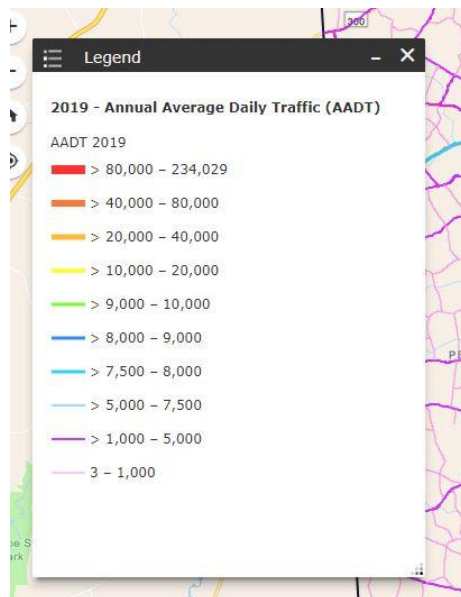 300
Legend
2019 - Annual Average Daily Traffic (AADT)
AADT 2019
> 80,000 – 234,029
> 40,000 – 80,000
> 20,000 – 40,000
> 10,000 – 20,000
> 9,000 – 10,000
> 8,000 – 9,000
> 7,500 – 8,000
> 5,000 – 7,500
> 1,000 – 5,000
3 – 1,000